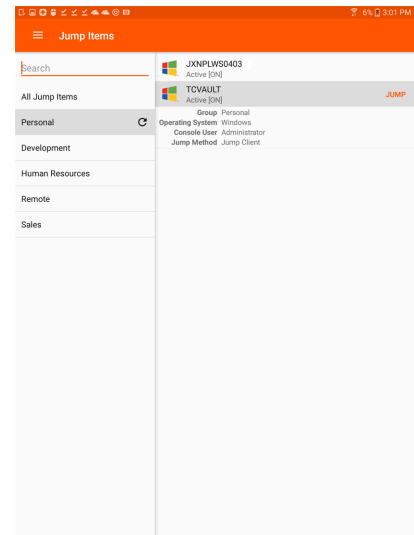 6% 3:01 PM
Jump Items
Search
All Jump Items
Personal
Development
Human Resources
Remote
Sales
JXNPLWS0403
Active [ON]
TCVAULT
Active [ON]
JUMP
Group Personal
Operating System Windows
Console User Administrator
Jump Method Jump Client